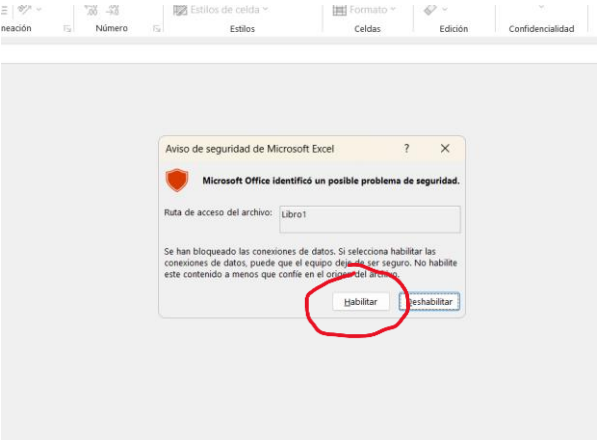 Estilos de celda
Formato
neación
Número
Estilos
Celdas
Edición
Confidencialidad
Aviso de seguridad de Microsoft Excel
?
Microsoft Office identificó un posible problema de seguridad.
Ruta de acceso del archivo: Libro1
Se han bloqueado las conexiones de datos. Si selecciona habilitar las
conexiones de datos, puede que el equipo deje de ser seguro. No habilite
este contenido a menos que confíe en el origen del archivo.
Habilitar
Deshabilitar